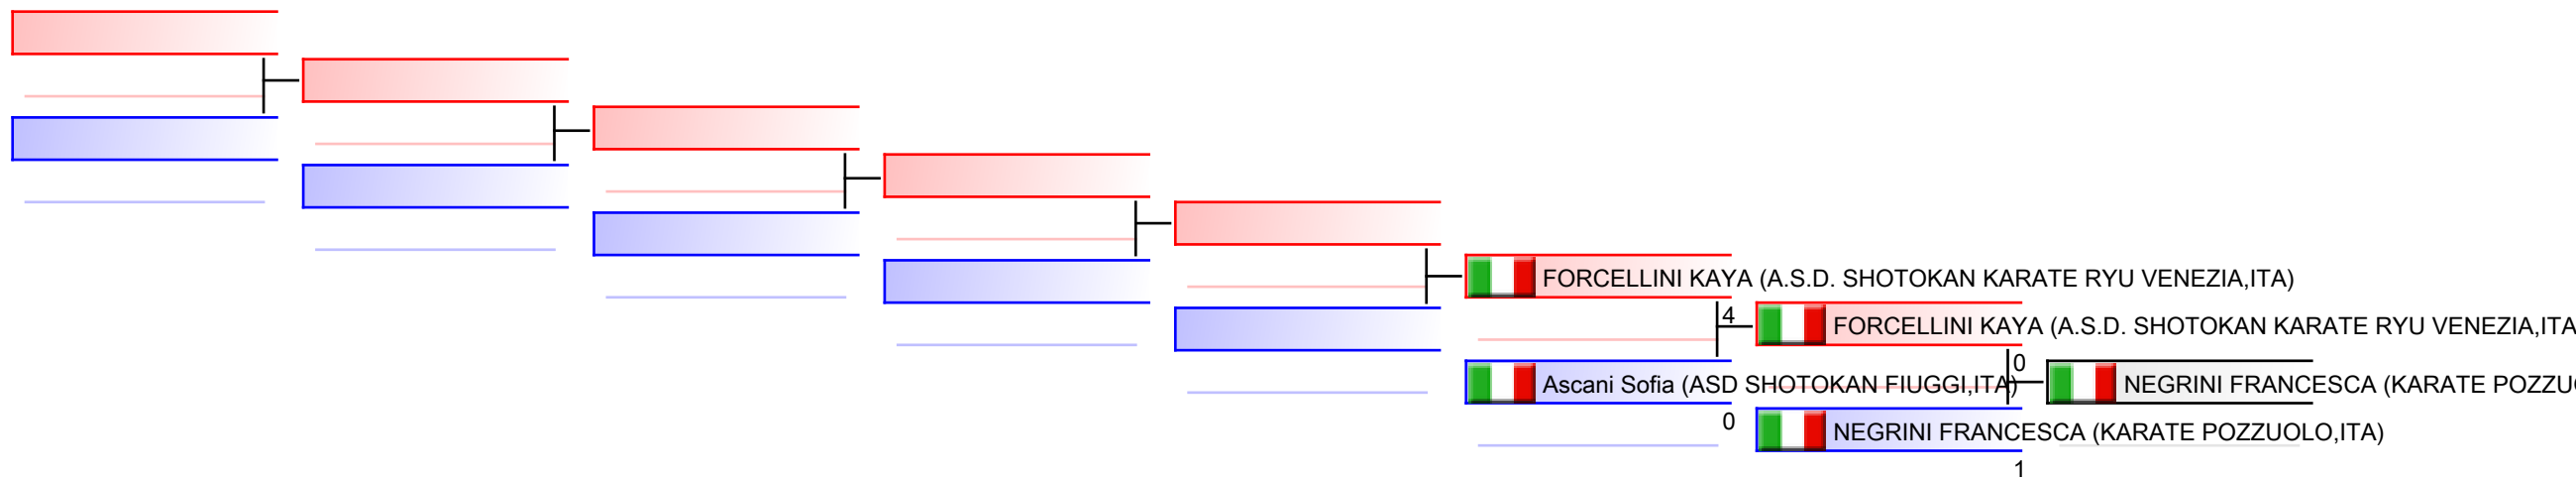 FORCELLINI KAYA (A.S.D. SHOTOKAN KARATE RYU VENEZIA,ITA)
4
FORCELLINI KAYA (A.S.D. SHOTOKAN KARATE RYU VENEZIA,ITA
0
Ascani Sofia (ASD SHOTOKAN FIUGGI,ITA)
NEGRINI FRANCESCA (KARATE POZZUO
0
NEGRINI FRANCESCA (KARATE POZZUOLO,ITA)
1